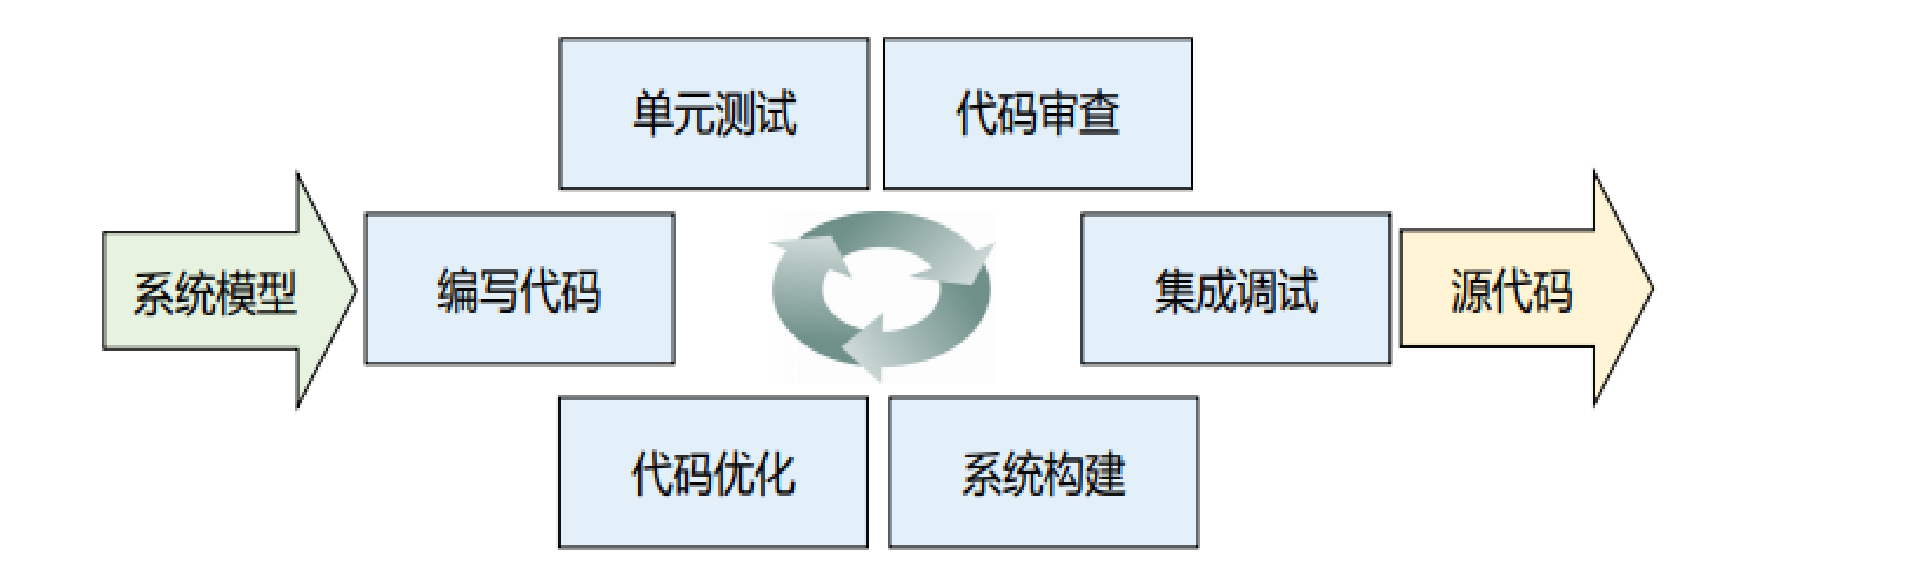 单元测试
代码审查
系统模型
编写代码
集成调试
源代码
代码优化
系统构建